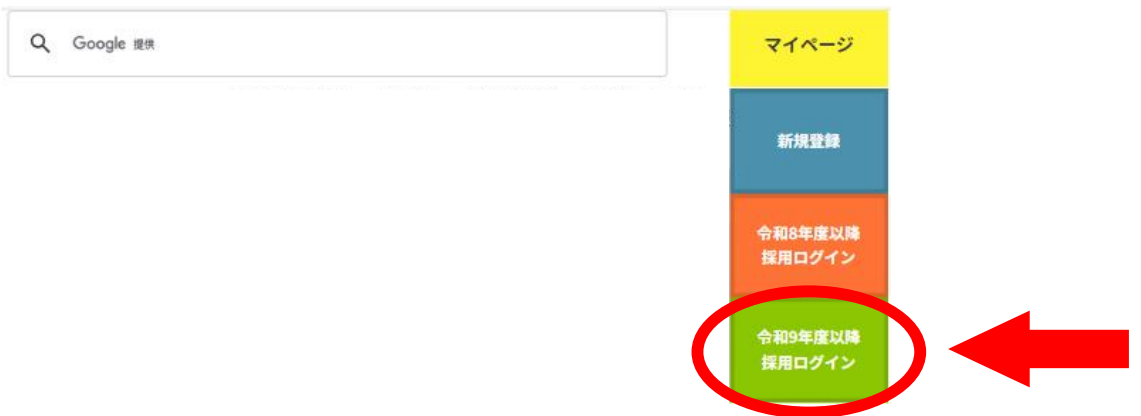 Google 提供
マイページ
新規登録
令和8年度以降
採用ログイン
令和9年度以降
採用ログイン